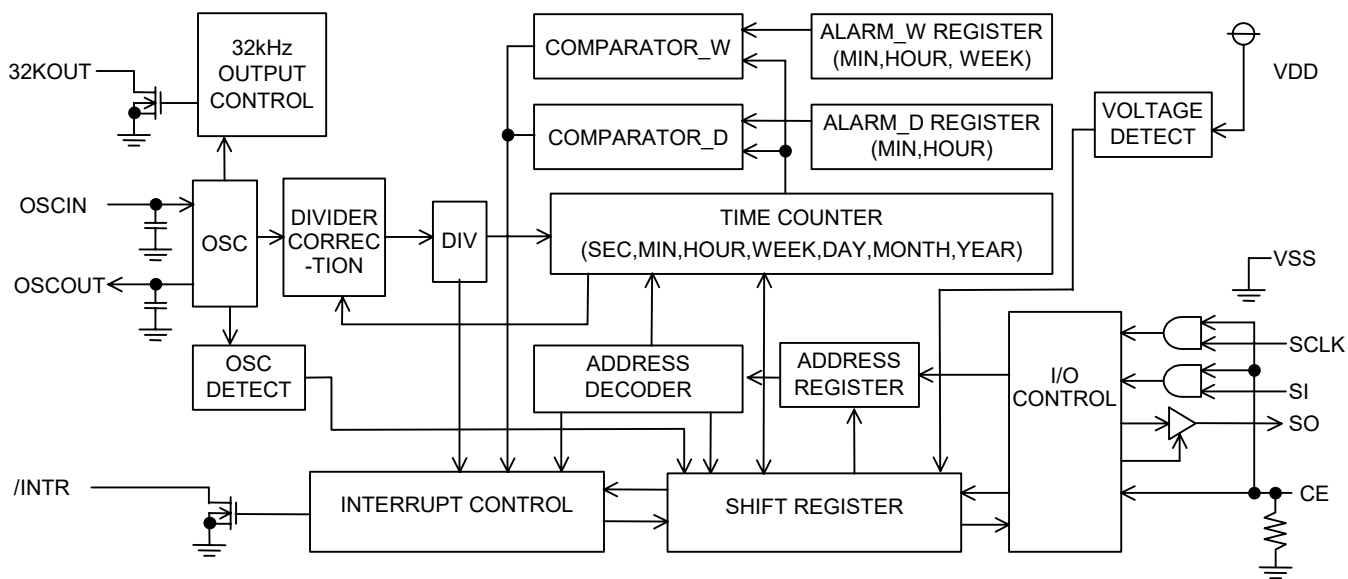 32KOUT
32kHz
OUTPUT
CONTROL
COMPARATOR_W
ALARM_W REGISTER
(MIN,HOUR, WEEK)
VDD
COMPARATOR_D
ALARM_D REGISTER
(MIN,HOUR)
VOLTAGE
DETECT
OSCIN
OSC
DIVIDER
CORREC
-TION
DIV
TIME COUNTER
(SEC,MIN,HOUR,WEEK,DAY,MONTH,YEAR)
OSCOUT
VSS
OSC
DETECT
ADDRESS
DECODER
ADDRESS
REGISTER
I/O
CONTROL
SCLK
SI
SO
/INTR
INTERRUPT CONTROL
SHIFT REGISTER
CE